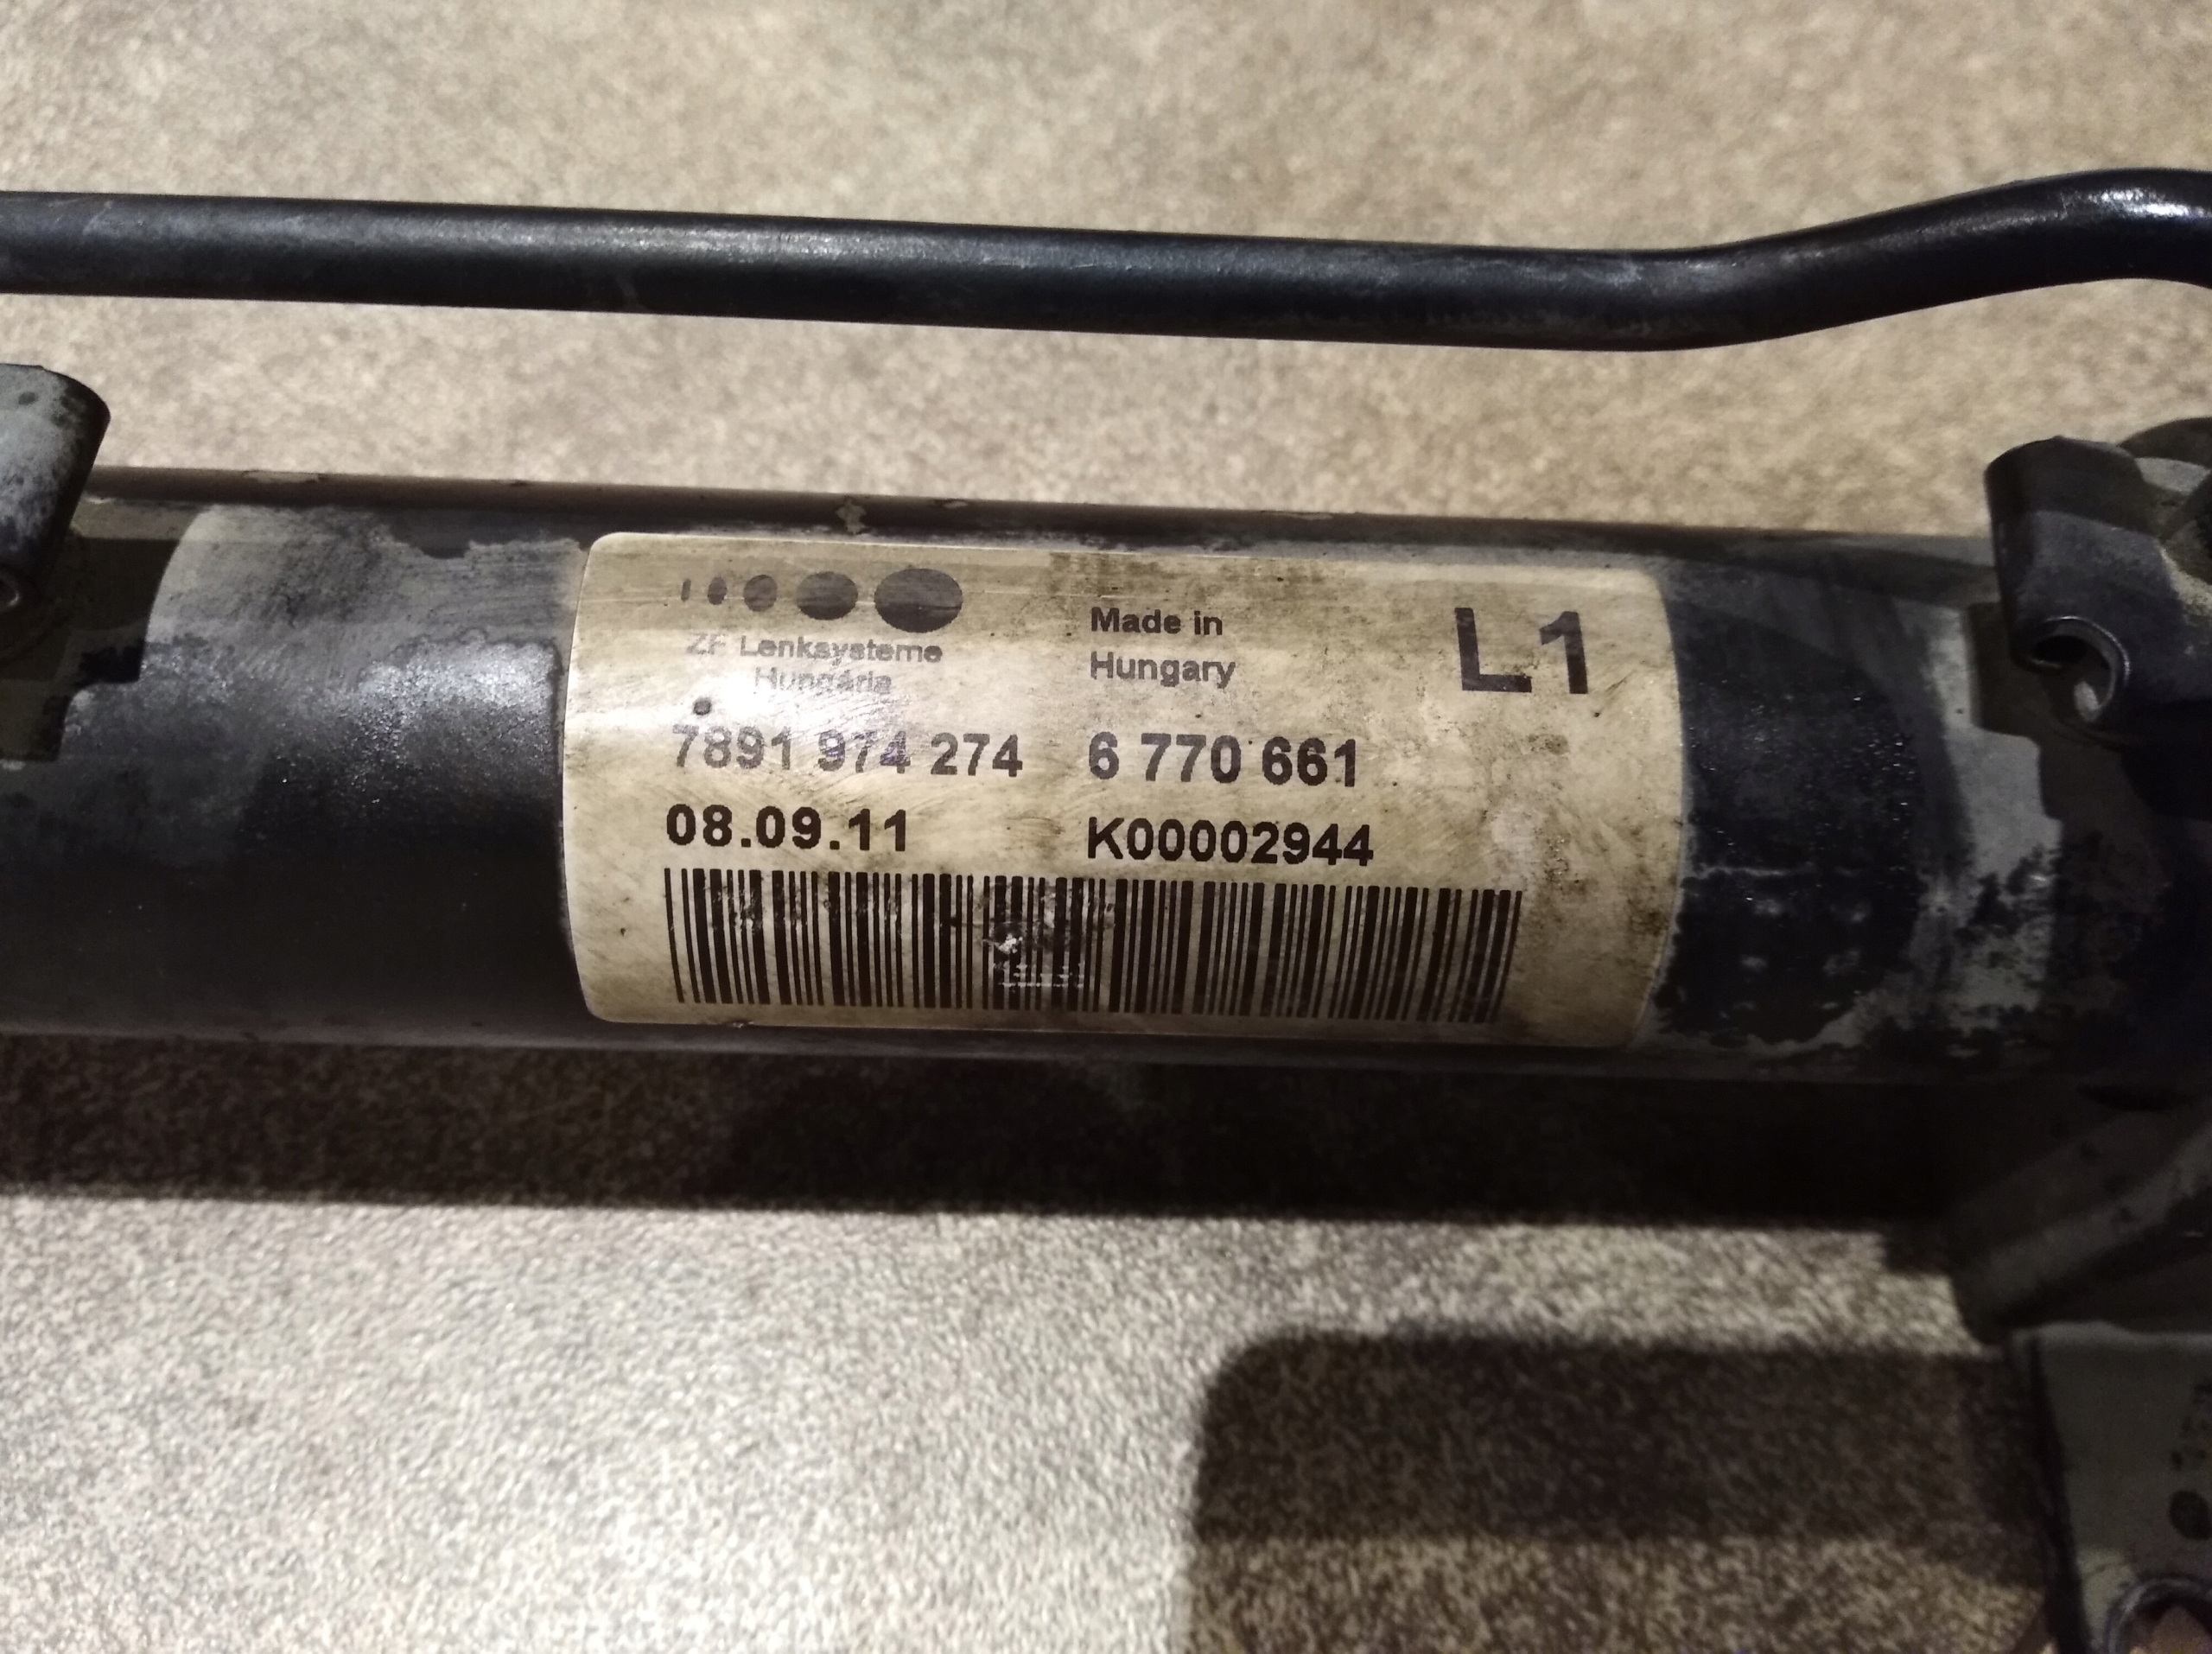 ZF Lenksysteme
Hungária
Made in
Hungary
L1
7891 974 274 6 770 661
08.09.11 K00002944